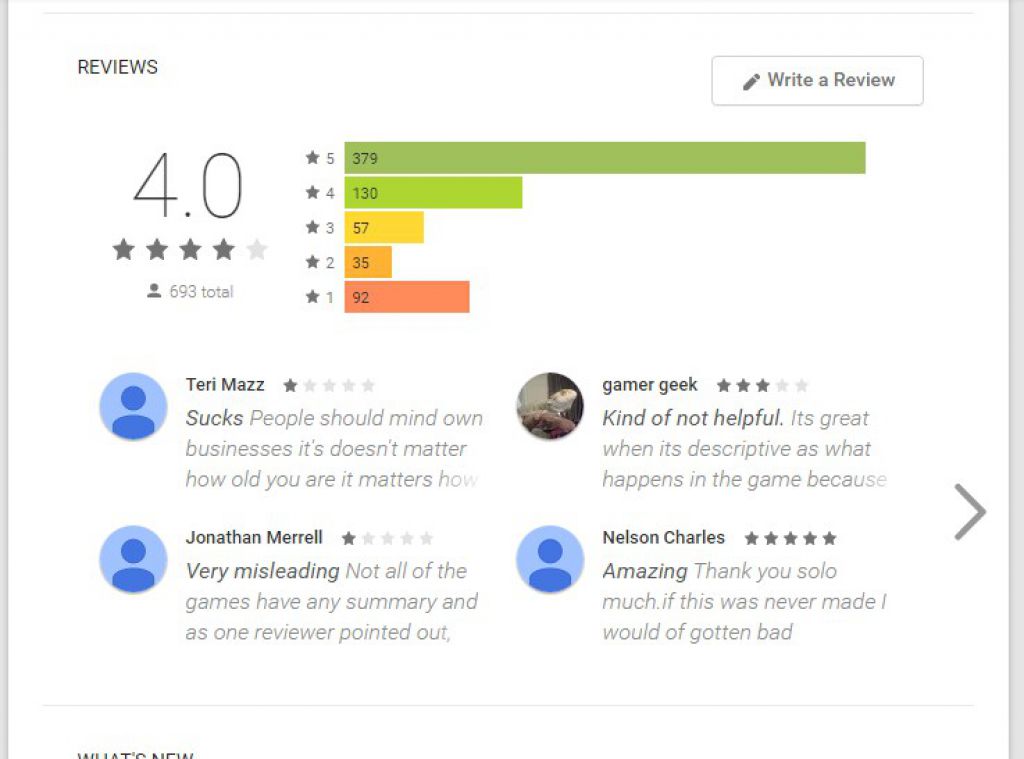 REVIEWS
Write a Review
4.0
693 total
5 379
4 130
3 57
2 35
1 92
Teri Mazz
Sucks People should mind own
businesses it's doesn't matter
how old you are it matters how
gamer geek
Kind of not helpful. Its great
when its descriptive as what
happens in the game because
Jonathan Merrell
Very misleading Not all of the
games have any summary and
as one reviewer pointed out,
Nelson Charles
Amazing Thank you solo
much.if this was never made I
would of gotten bad
WHAT'S NEW